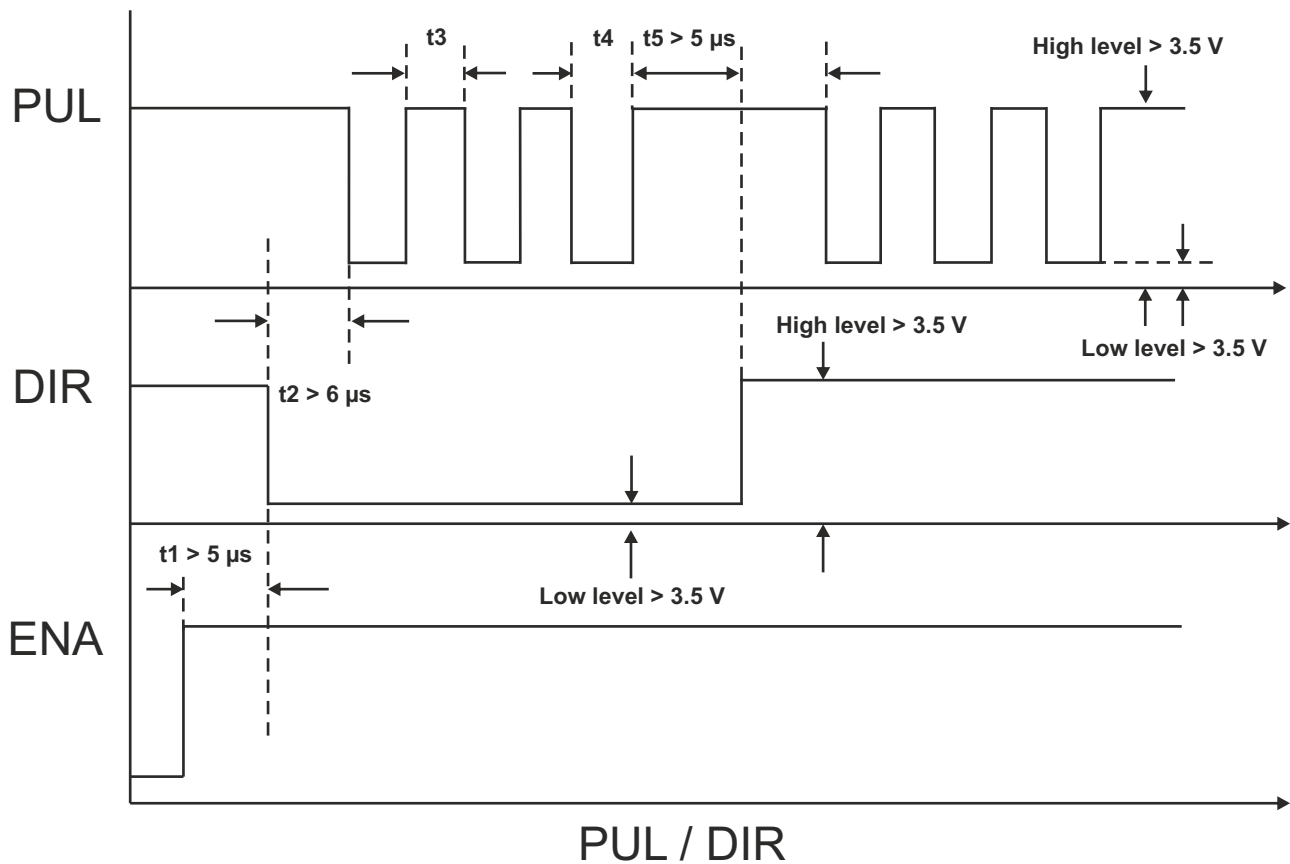 t3
t4
t5 > 5 µs
High level > 3.5 V
PUL
High level > 3.5 V
Low level > 3.5 V
DIR
t2 > 6 µs
t1 > 5 µs
Low level > 3.5 V
ENA
PUL / DIR